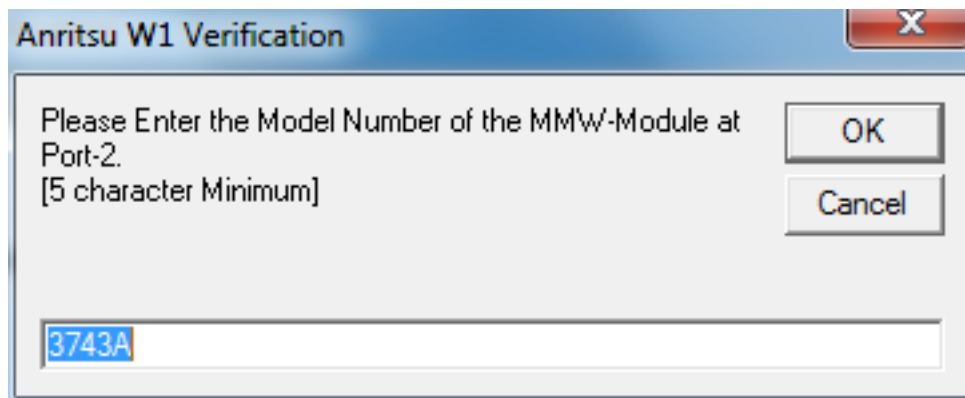 Anritsu W1 Verification
x
Please Enter the Model Number of the MMW-Module at
Port-2.
[5 character Minimum]
OK
Cancel
3743A